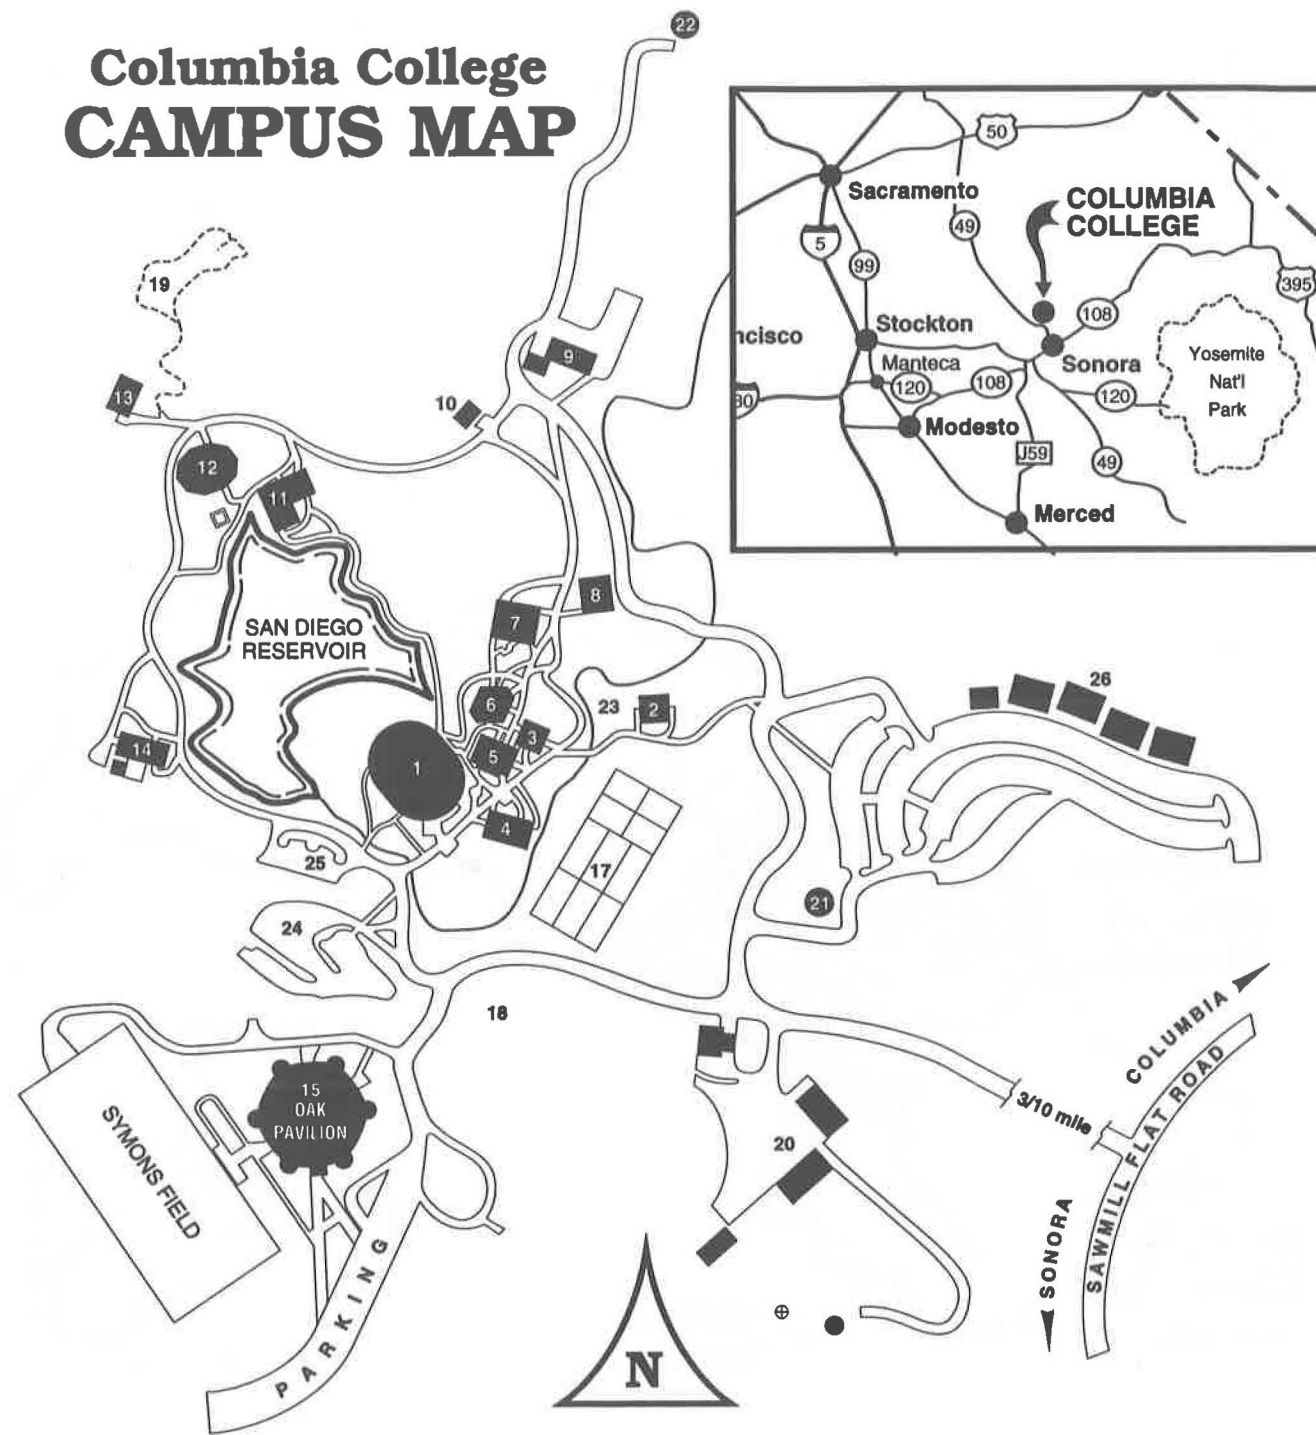 Columbia College
CAMPUS MAP
22
50
Sacramento
COLUMBIA
COLLEGE
49
5
99
395
108
ncisco
Stockton
Sonora
Manteca
Yosemite
Nat'l
Park
80
120
108
120
Modesto
J59
49
Merced
19
9
13
10
12
11
8
7
SAN DIEGO
RESERVOIR
6
23
2
26
3
14
1
5
4
25
17
21
24
18
COLUMBIA
15
OAK
PAVILION
SYMONS FIELD
3/10 mile
20
SAWMILL FLAT ROAD
SONORA
PARKING
N